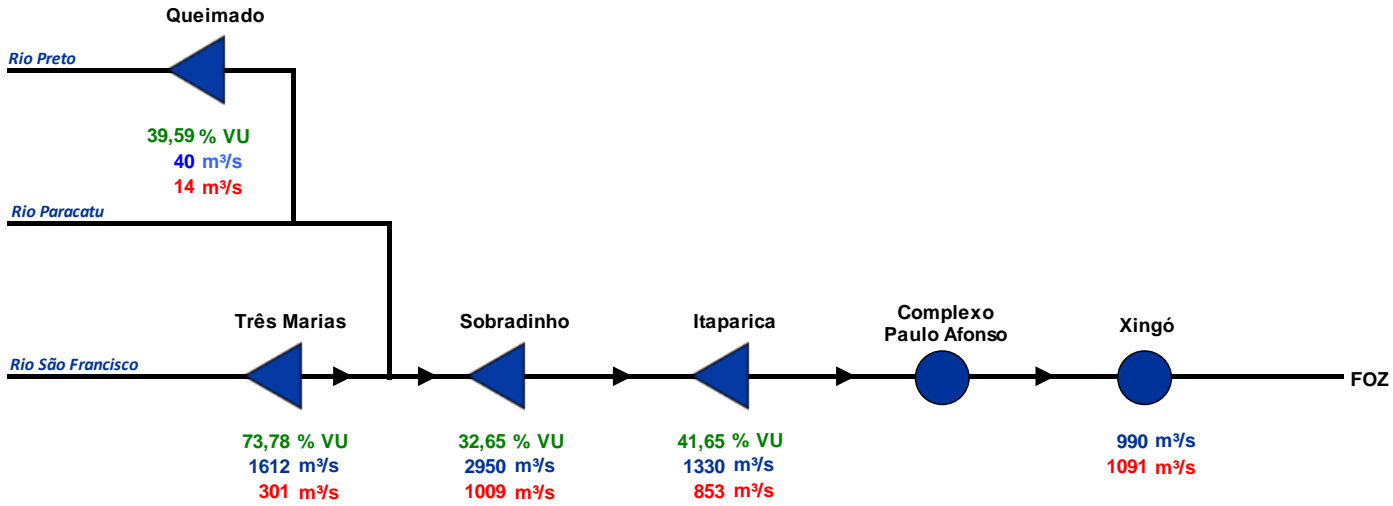 Queimado
Rio Preto
39,59 % VU
40 m³/s
14 m³/s
Rio Paracatu
Três Marias
Sobradinho
Itaparica
Complexo
Paulo Afonso
Xingó
Rio São Francisco
FOZ
73,78 % VU
1612 m³/s
301 m³/s
32,65 % VU
2950 m³/s
1009 m³/s
41,65 % VU
1330 m³/s
853 m³/s
990 m³/s
1091 m³/s